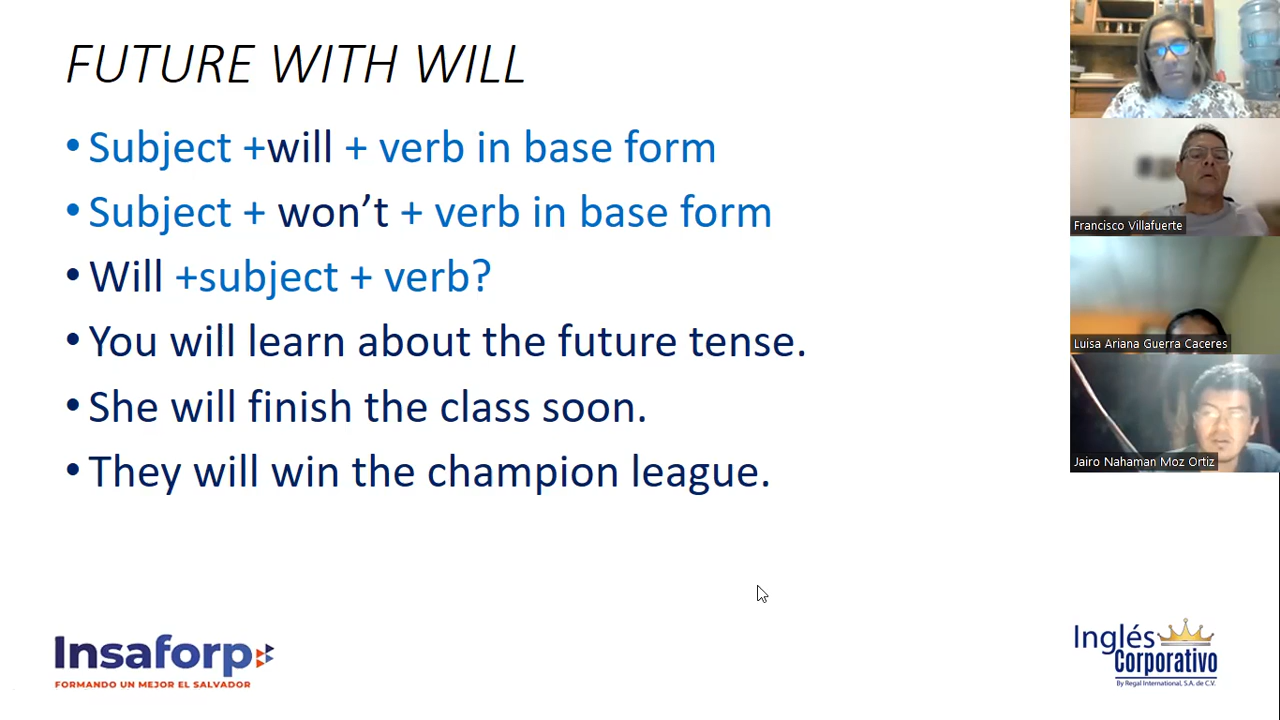 FUTURE WITH WILL
• Subject +will + verb in base form
• Subject + won’t + verb in base form
• Will +subject + verb?
• You will learn about the future tense.
• She will finish the class soon.
• They will win the champion league.
Francisco Villafuerte
Luisa Ariana Guerra Caceres
Jairo Nahaman Moz Ortiz
Insaforp
FORMANDO UN MEJOR EL SALVADOR
Inglés
Corporativo
By Regal International, S.A. de C.V.